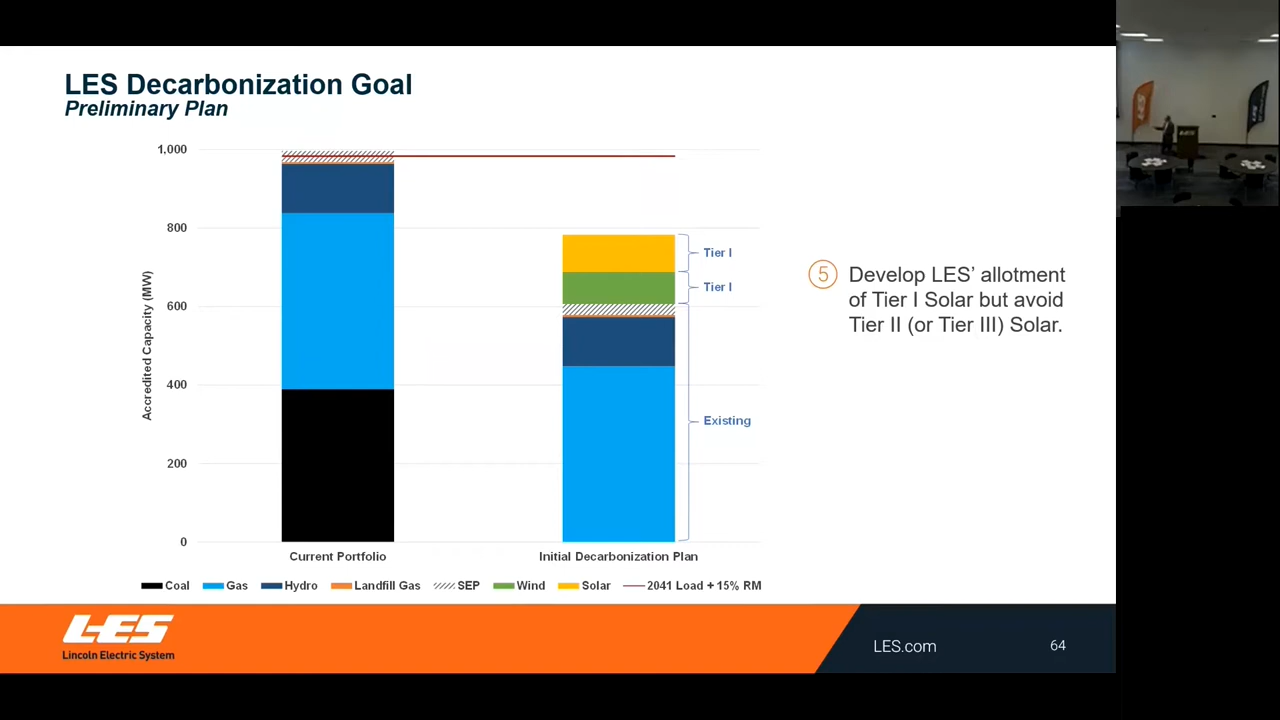 LES Decarbonization Goal
Preliminary Plan
1,000
800
600
400
200
0
Accredited Capacity (MW)
Tier I
Tier I
Existing
Current Portfolio
Initial Decarbonization Plan
Coal
Gas
Hydro
Landfill Gas
SEP
Wind
Solar
2041 Load + 15% RM
5
Develop LES’ allotment
of Tier I Solar but avoid
Tier II (or Tier III) Solar.
LES
Lincoln Electric System
LES.com
64
LES
LES
LES